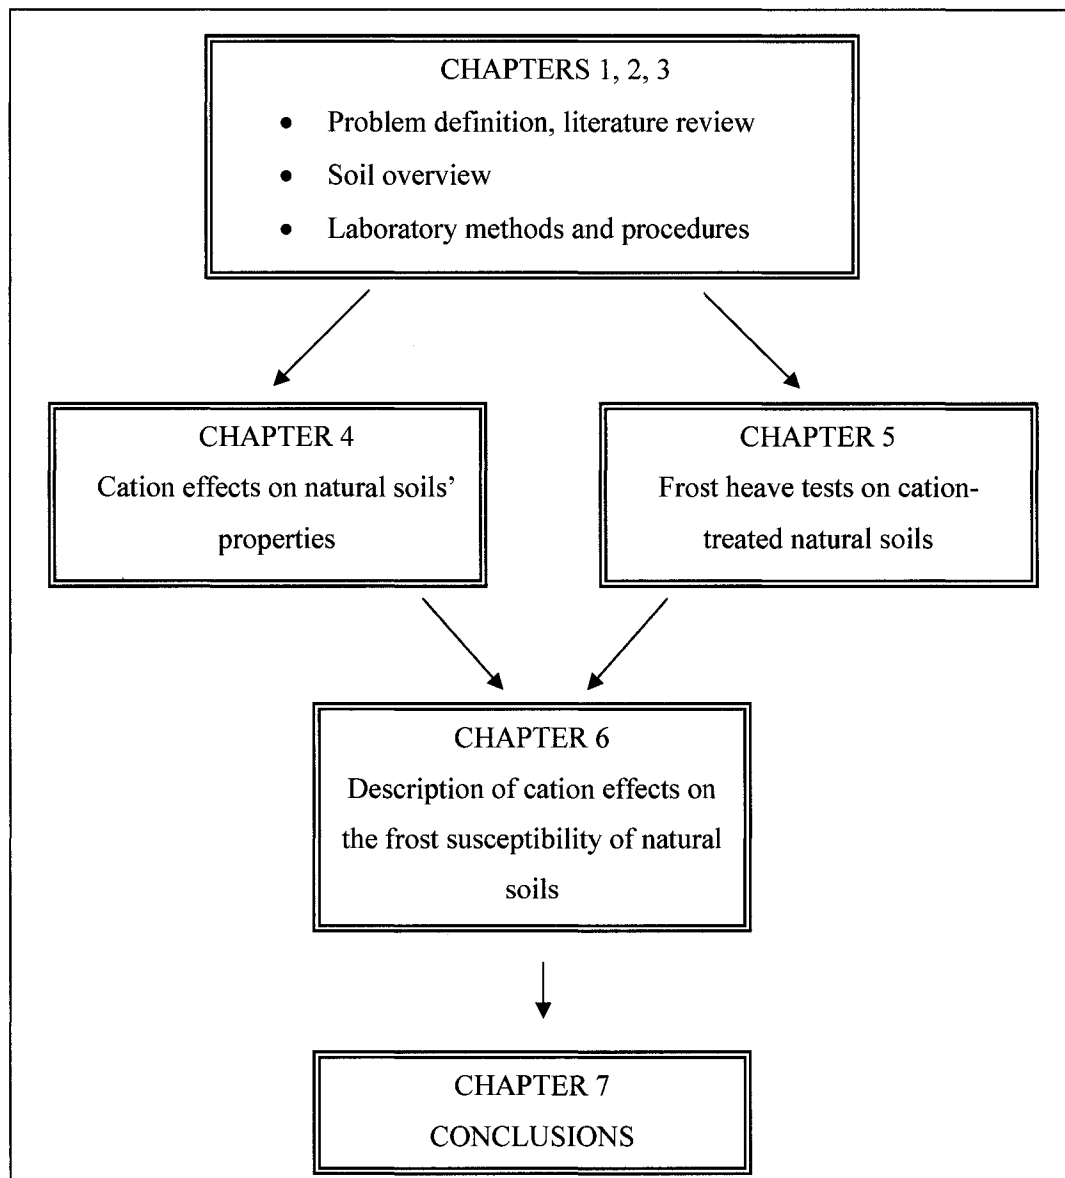 CHAPTERS 1, 2, 3
• Problem definition, literature review
• Soil overview
• Laboratory methods and procedures
CHAPTER 4
Cation effects on natural soils'
properties
CHAPTER 5
Frost heave tests on cation-
treated natural soils
CHAPTER 6
Description of cation effects on
the frost susceptibility of natural
soils
CHAPTER 7
CONCLUSIONS